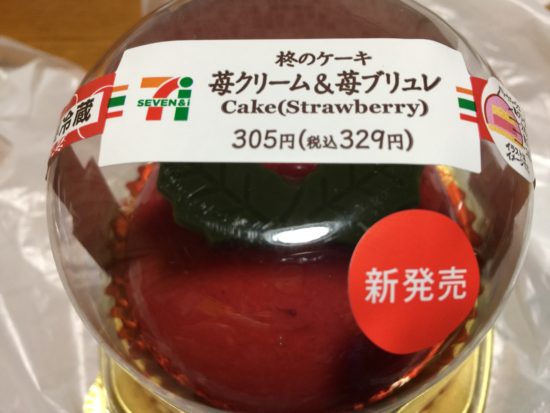 柊のケーキ
苺クリーム&苺ブリュレ
Cake(Strawberry)
305円(税込329円)
SEVEN&i
冷蔵
新発売